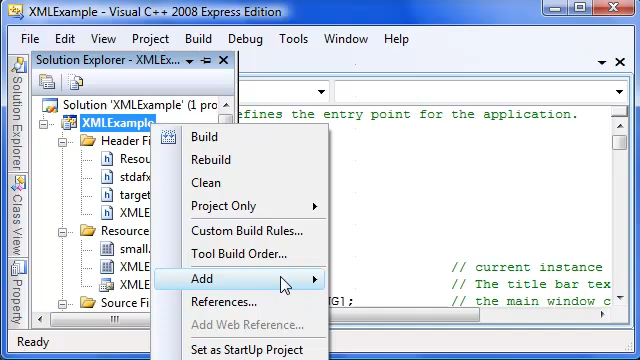 XMLExample - Visual C++ 2008 Express Edition
File Edit View Project Build Debug Tools Window Help
Solution Explorer - XMLEx...
Solution Explorer
Property
Solution 'XMLExample' (1 pro
XMLExample
Header Fi
Resou
stdafx
target
XMLE
Resource
small.
XMLE
XMLE
Source Fi
Build
Rebuild
Clean
Project Only
Custom Build Rules...
Tool Build Order...
Add
References...
Add Web Reference...
Set as StartUp Project
efines the entry point for the application.
// current instance
// The title bar tex
NG1; // the main window c
Ready